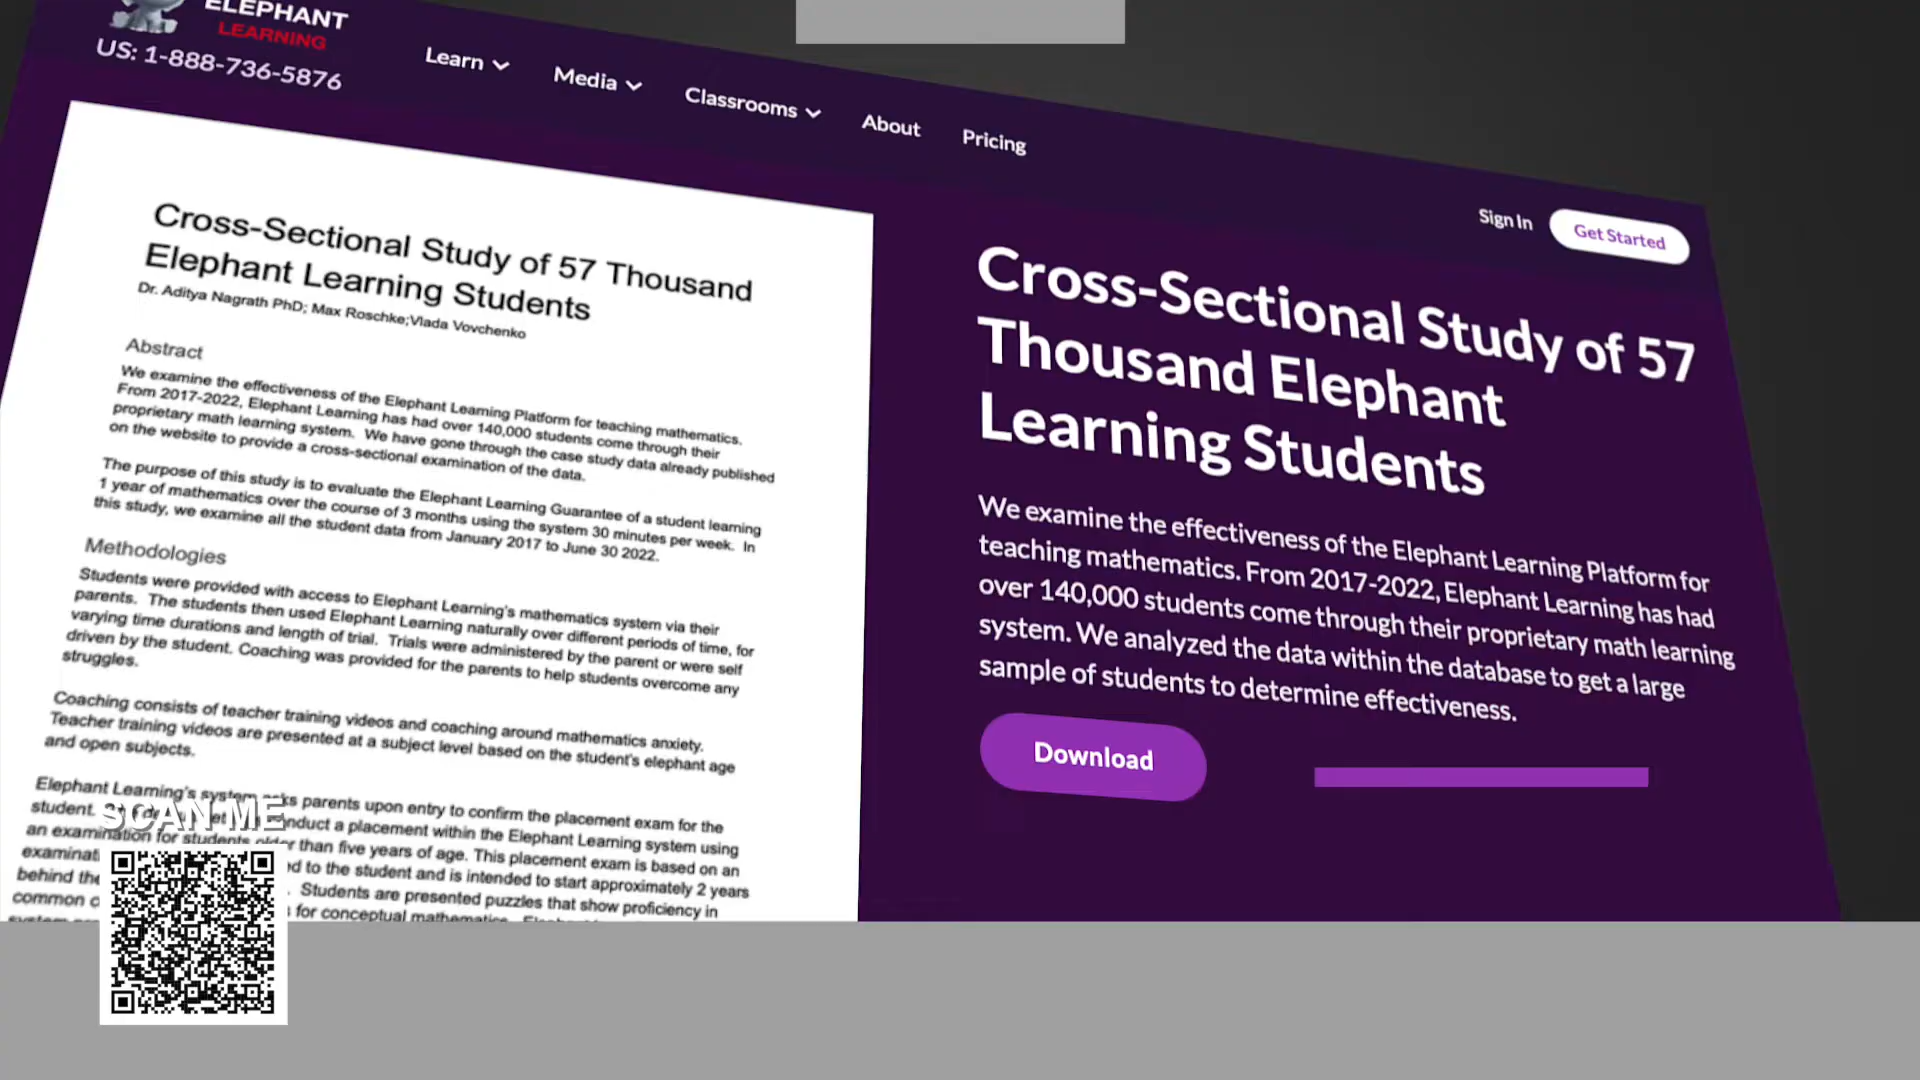 ELEPHANT
LEARNING
US: 1-888-736-5876
Learn
Media
Classrooms
About
Pricing
Sign In
Get Started
Cross-Sectional Study of 57 Thousand
Elephant Learning Students
Dr. Aditya Nagrath PhD; Max Roschke;Vlada Vovchenko
Abstract
We examine the effectiveness of the Elephant Learning Platform for teaching mathematics.
From 2017-2022, Elephant Learning has had over 140,000 students come through their
proprietary math learning system. We have gone through the case study data already published
on the website to provide a cross-sectional examination of the data.
The purpose of this study is to evaluate the Elephant Learning Guarantee of a student learning
1 year of mathematics over the course of 3 months using the system 30 minutes per week. In
this study, we examine all the student data from January 2017 to June 30 2022.
Methodologies
Students were provided with access to Elephant Learning's mathematics system via their
parents. The students then used Elephant Learning naturally over different periods of time, for
varying time durations and length of trial. Trials were administered by the parent or were self
driven by the student. Coaching was provided for the parents to help students overcome any
struggles.
Coaching consists of teacher training videos and coaching around mathematics anxiety.
Teacher training videos are presented at a subject level based on the student's elephant age
and open subjects.
Elephant Learning's system asks parents upon entry to confirm the placement exam for the
student. conduct a placement within the Elephant Learning system using
an examination for students older than five years of age. This placement exam is based on an
to the student and is intended to start approximately 2 years
behind the Students are presented puzzles that show proficiency in
common for conceptual mathematics.
SCAN ME
Cross-Sectional Study of 57
Thousand Elephant
Learning Students
We examine the effectiveness of the Elephant Learning Platform for
teaching mathematics. From 2017-2022, Elephant Learning has had
over 140,000 students come through their proprietary math learning
system. We analyzed the data within the database to get a large
sample of students to determine effectiveness.
Download